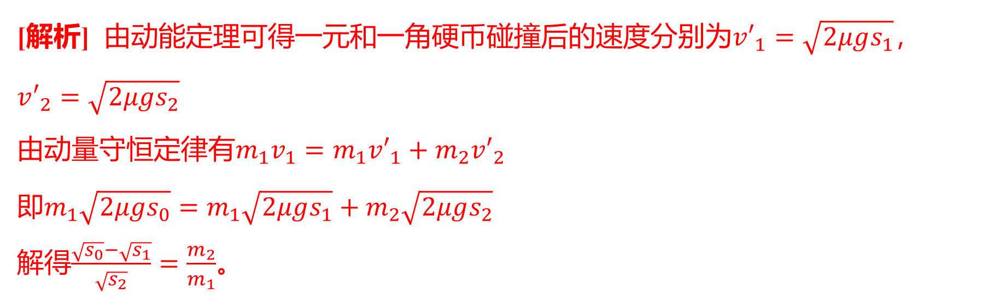 [解析] 由动能定理可得一元和一角硬币碰撞后的速度分别为$v'_1 = \sqrt{2\mu g s_1}$,
$v'_2 = \sqrt{2\mu g s_2}$
由动量守恒定律有$m_1v_1 = m_1v'_1 + m_2v'_2$
即$m_1\sqrt{2\mu g s_0} = m_1\sqrt{2\mu g s_1} + m_2\sqrt{2\mu g s_2}$
解得$\frac{\sqrt{s_0}-\sqrt{s_1}}{\sqrt{s_2}} = \frac{m_2}{m_1}$。